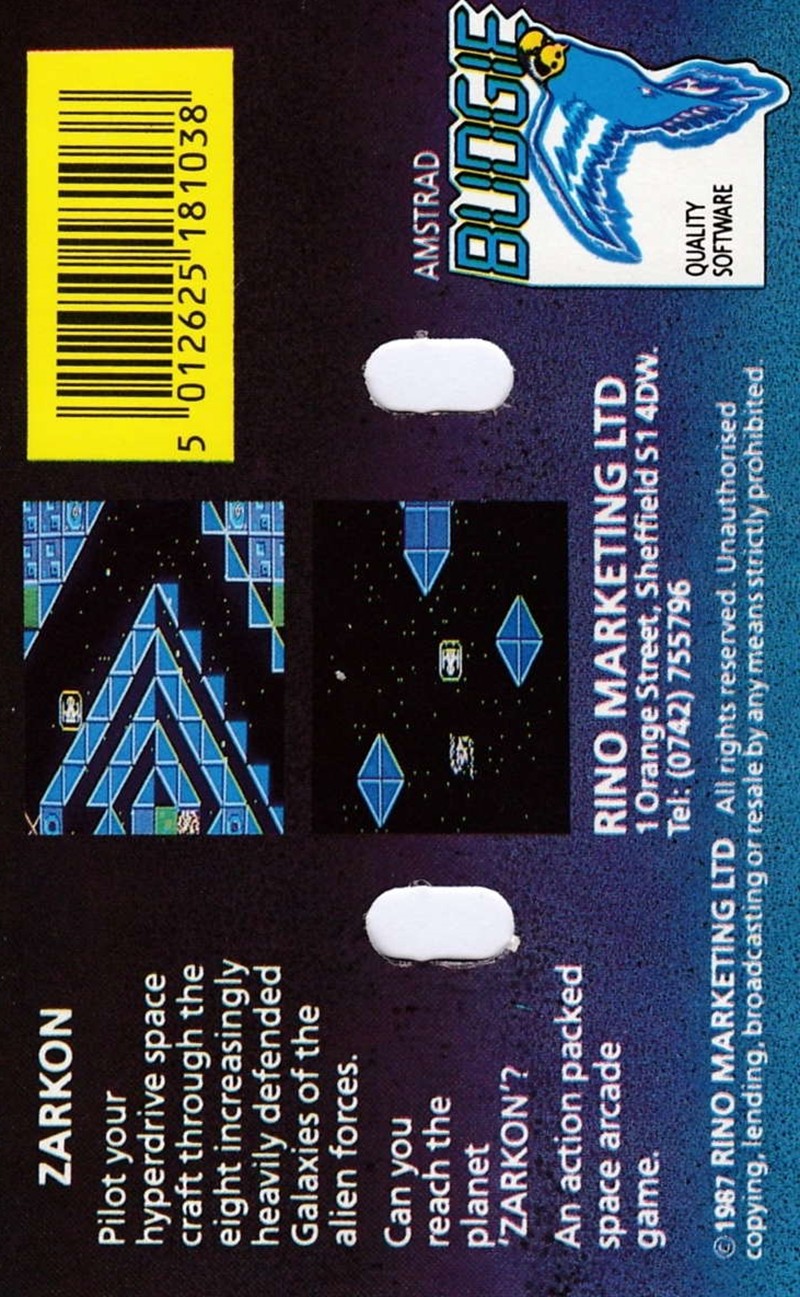 ZARKON
Pilot your
hyperdrive space
craft through the
eight increasingly
heavily defended
Galaxies of the
alien forces.
Can you
reach the
planet
'ZARKON'?
An action packed
space arcade
game.
5 012625 181038
RINO MARKETING LTD
1 Orange Street, Sheffield S1 4DW.
Tel: (0742) 755796
AMSTRAD
BUDGIE
QUALITY
SOFTWARE
© 1987 RINO MARKETING LTD All rights reserved. Unauthorised
copying, lending, broadcasting or resale by any means strictly prohibited.